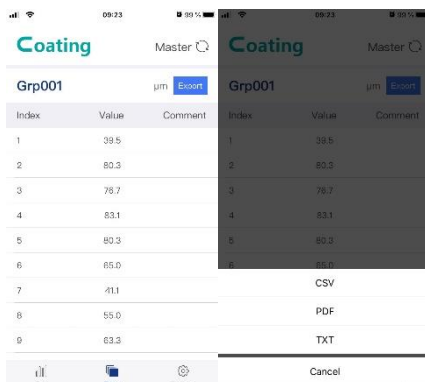 09:23 99 %
Coating Master
Grp001 µm Export
Index Value Comment
1 39.5
2 80.3
3 76.7
4 83.1
5 80.3
6 65.0
7 41.1
8 55.0
9 63.3
09:23 99 %
Coating Master
Grp001 µm Export
Index Value Comment
1 39.5
2 80.3
3 76.7
4 83.1
5 80.3
6 65.0
CSV
PDF
TXT
Cancel